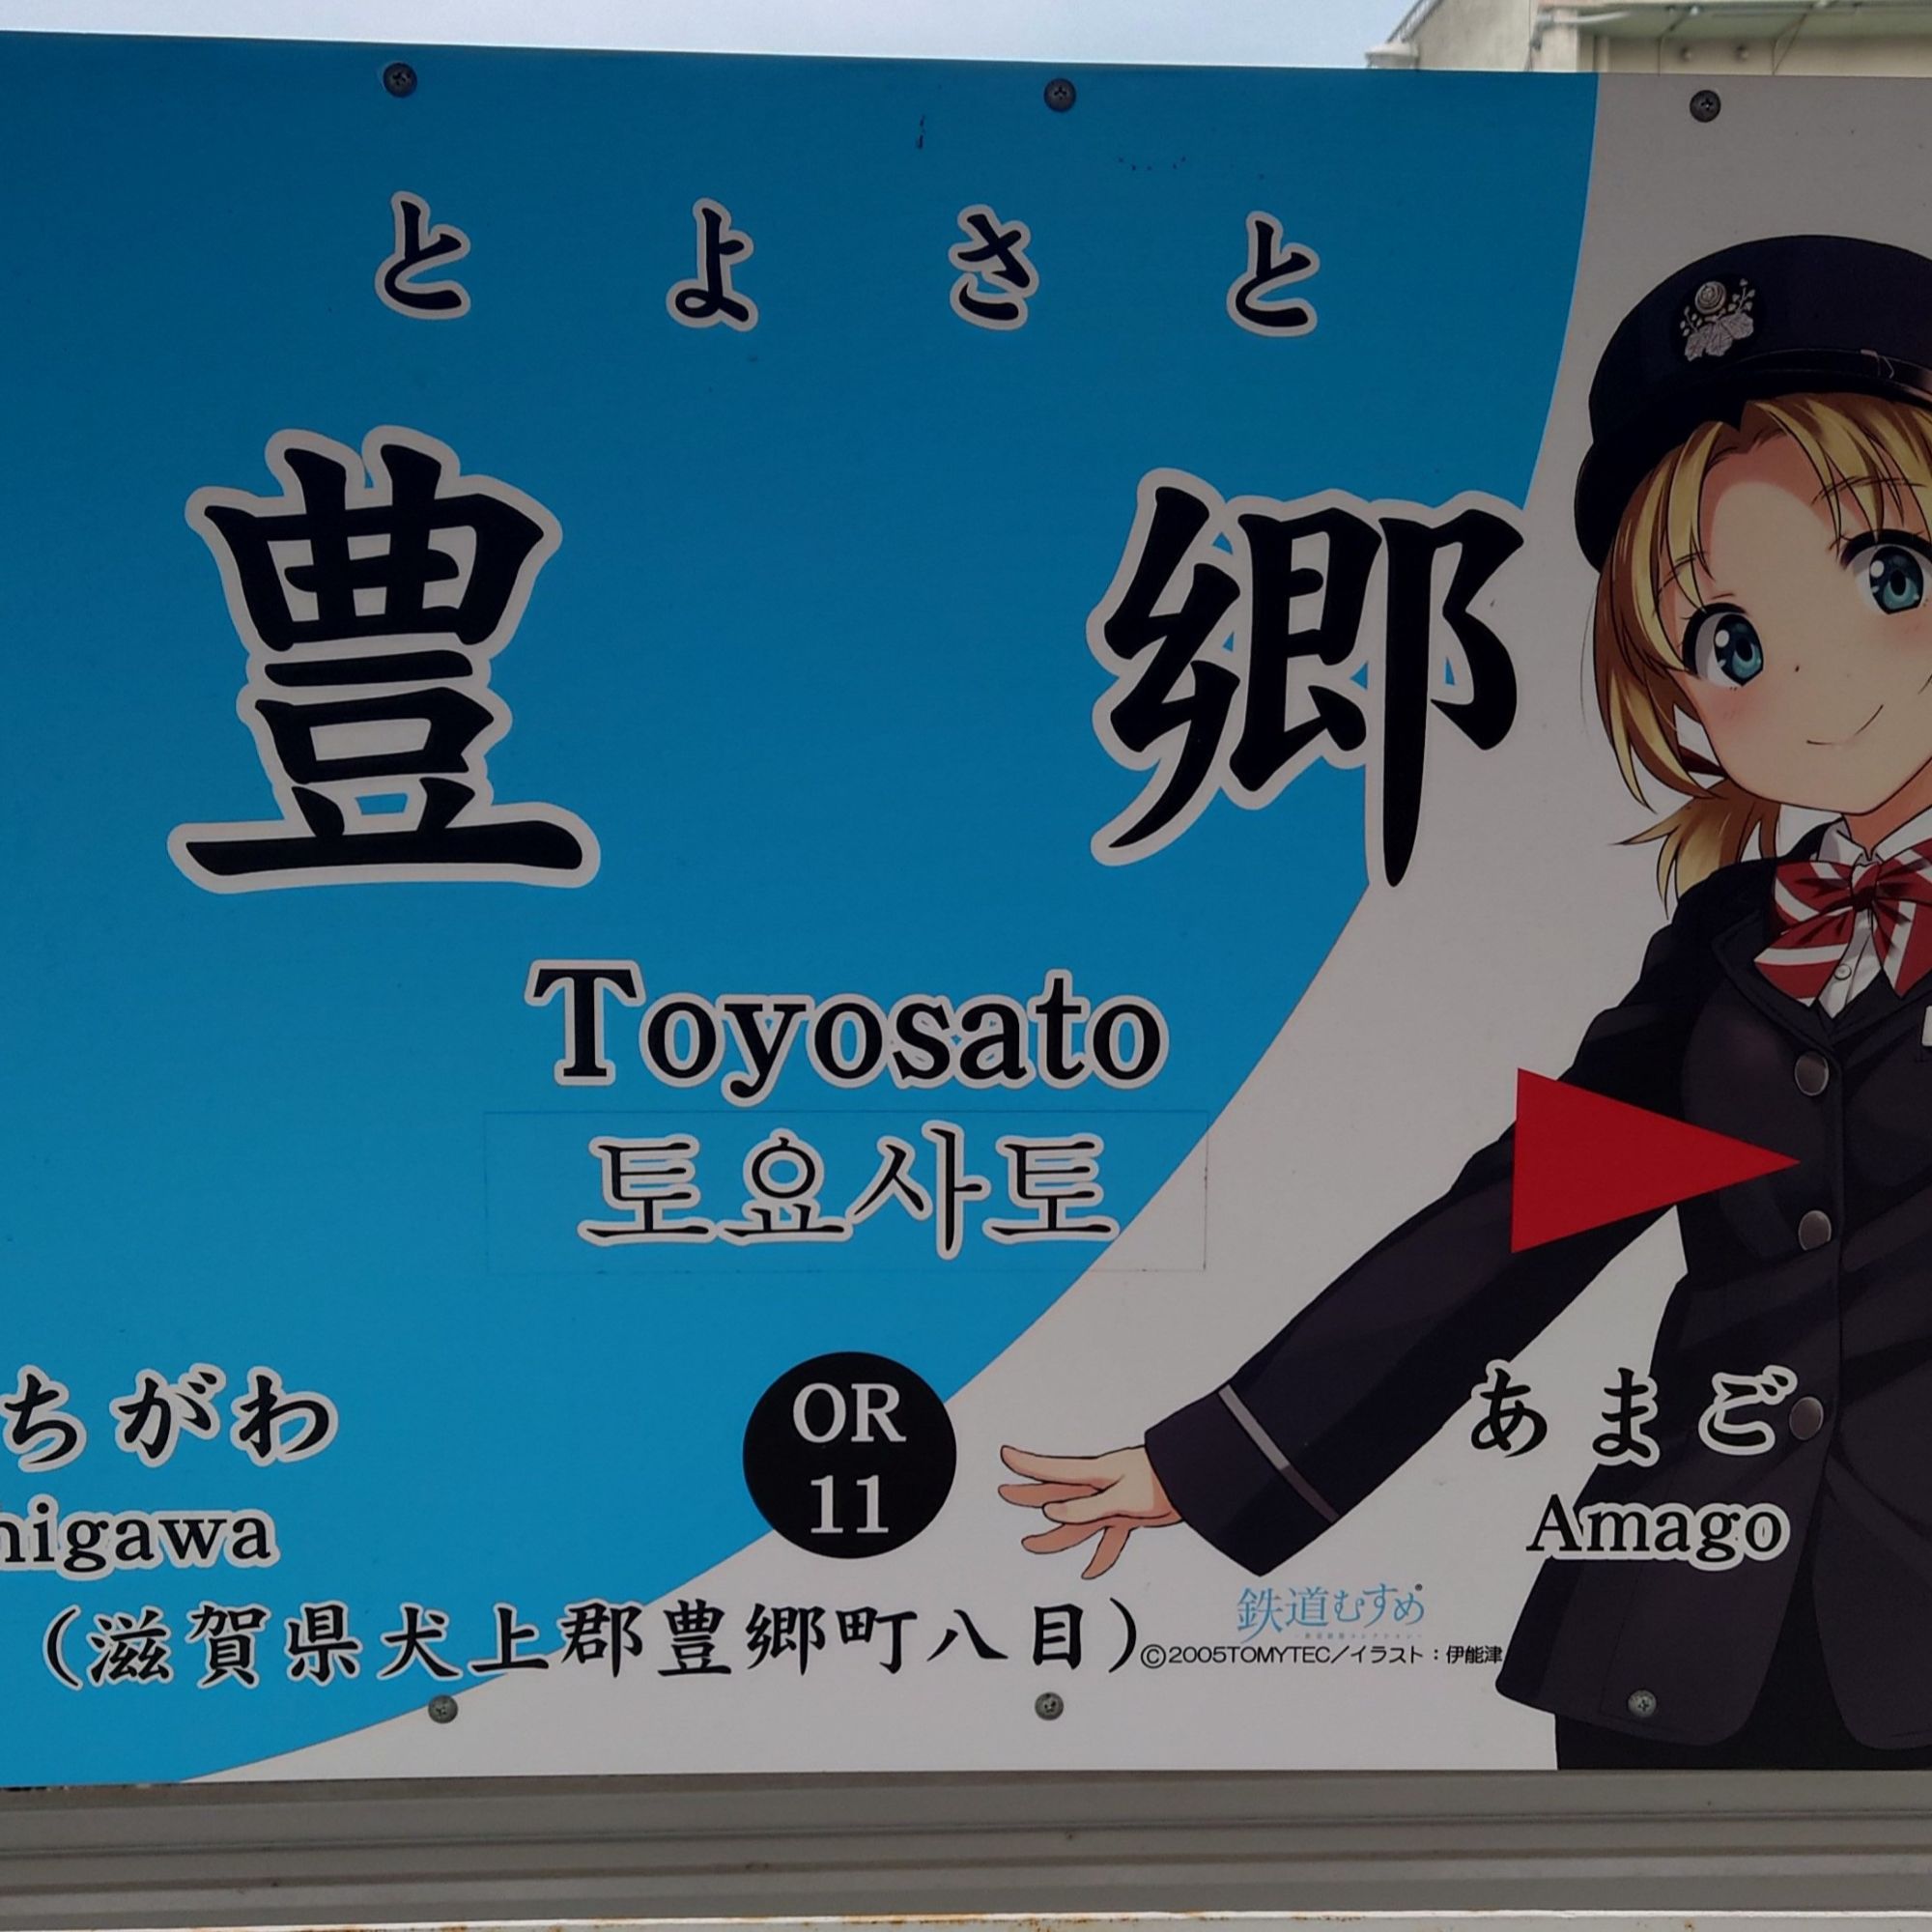 とよさと
豊郷
Toyosato
토요사토
ちがわ
higawa
OR
11
あまご
Amago
(滋賀県犬上郡豊郷町八目)
鉄道むすめ®
©2005TOMYTEC/イラスト:伊能津